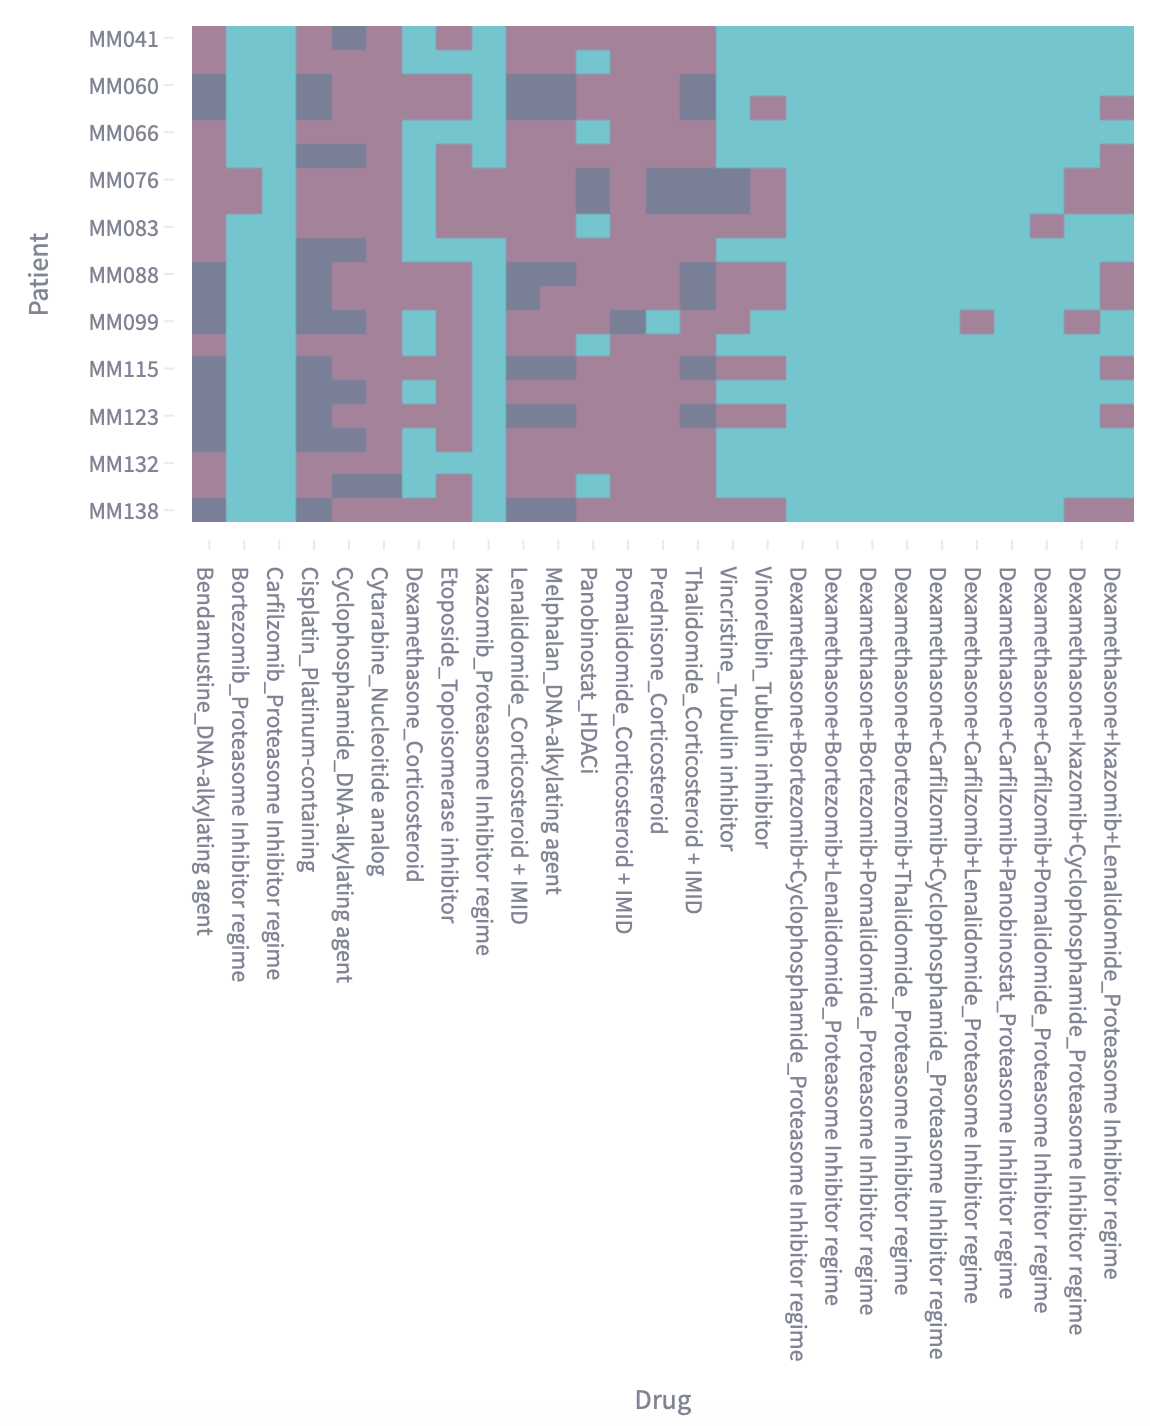 MM041
MM060
MM066
MM076
MM083
MM088
MM099
MM115
MM123
MM132
MM138
Patient
Bendamustine_DNA-alkylating agent
Bortezomib_Proteasome Inhibitor regime
Carfilzomib_Proteasome Inhibitor regime
Cisplatin_Platinum-containing
Cyclophosphamide_DNA-alkylating agent
Cytarabine_Nucleoitide analog
Dexamethasone_Corticosteroid
Etoposide_Topoisomerase inhibitor
Ixazomib_Proteasome Inhibitor regime
Lenalidomide_Corticosteroid + IMID
Melphalan_DNA-alkylating agent
Panobinostat_HDACi
Pomalidomide_Corticosteroid + IMID
Prednisone_Corticosteroid
Thalidomide_Corticosteroid + IMID
Vincristine_Tubulin inhibitor
Vinorelbin_Tubulin inhibitor
Dexamethasone+Bortezomib+Cyclophosphamide_Proteasome Inhibitor regime
Dexamethasone+Bortezomib+Lenalidomide_Proteasome Inhibitor regime
Dexamethasone+Bortezomib+Pomalidomide_Proteasome Inhibitor regime
Dexamethasone+Bortezomib+Thalidomide_Proteasome Inhibitor regime
Dexamethasone+Carfilzomib+Cyclophosphamide_Proteasome Inhibitor regime
Dexamethasone+Carfilzomib+Lenalidomide_Proteasome Inhibitor regime
Dexamethasone+Carfilzomib+Panobinostat_Proteasome Inhibitor regime
Dexamethasone+Carfilzomib+Pomalidomide_Proteasome Inhibitor regime
Dexamethasone+Ixazomib+Cyclophosphamide_Proteasome Inhibitor regime
Dexamethasone+Ixazomib+Lenalidomide_Proteasome Inhibitor regime
Drug